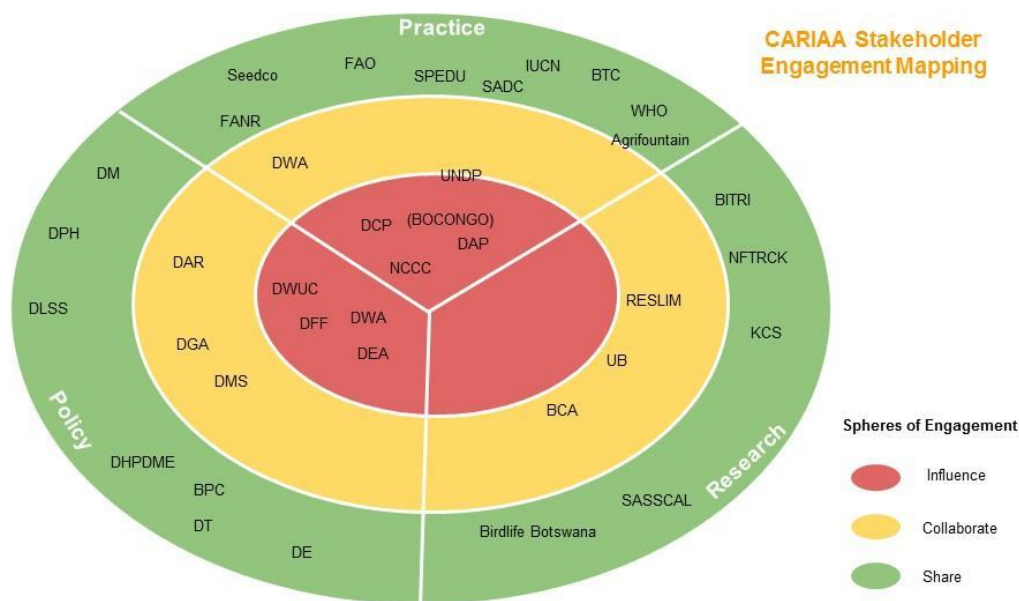 Practice
CARIAA Stakeholder
Engagement Mapping
Seedco
FAO
SPEDU
SADC
IUCN
BTC
WHO
Agrifountain
FANR
DWA
UNDP
DCP
(BOCONGO)
DAP
NCCC
DM
DPH
DLSS
DAR
DGA
DMS
DWUC
DFF
DWA
DEA
Policy
DHPDME
BPC
DT
DE
BITRI
NFTRCK
KCS
RESLIM
UB
BCA
Research
SASSCAL
Birdlife Botswana
Spheres of Engagement
Influence
Collaborate
Share